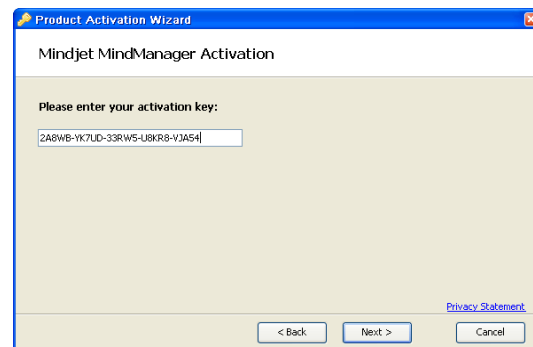 Product Activation Wizard
Mindjet MindManager Activation
Please enter your activation key:
2A8WB-YK7UD-33RW5-U8KR8-VJA54
Privacy Statement
< Back Next > Cancel